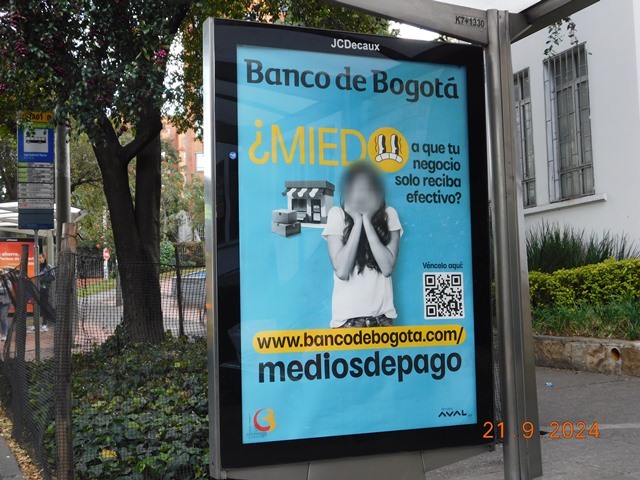 K7#1330
JCDecaux
Banco de Bogotá
¿MIEDO
a que tu
negocio
solo reciba
efectivo?
Véncelo aquí:
www.bancodebogota.com/
mediosdepago
AVAL
21 9 2024